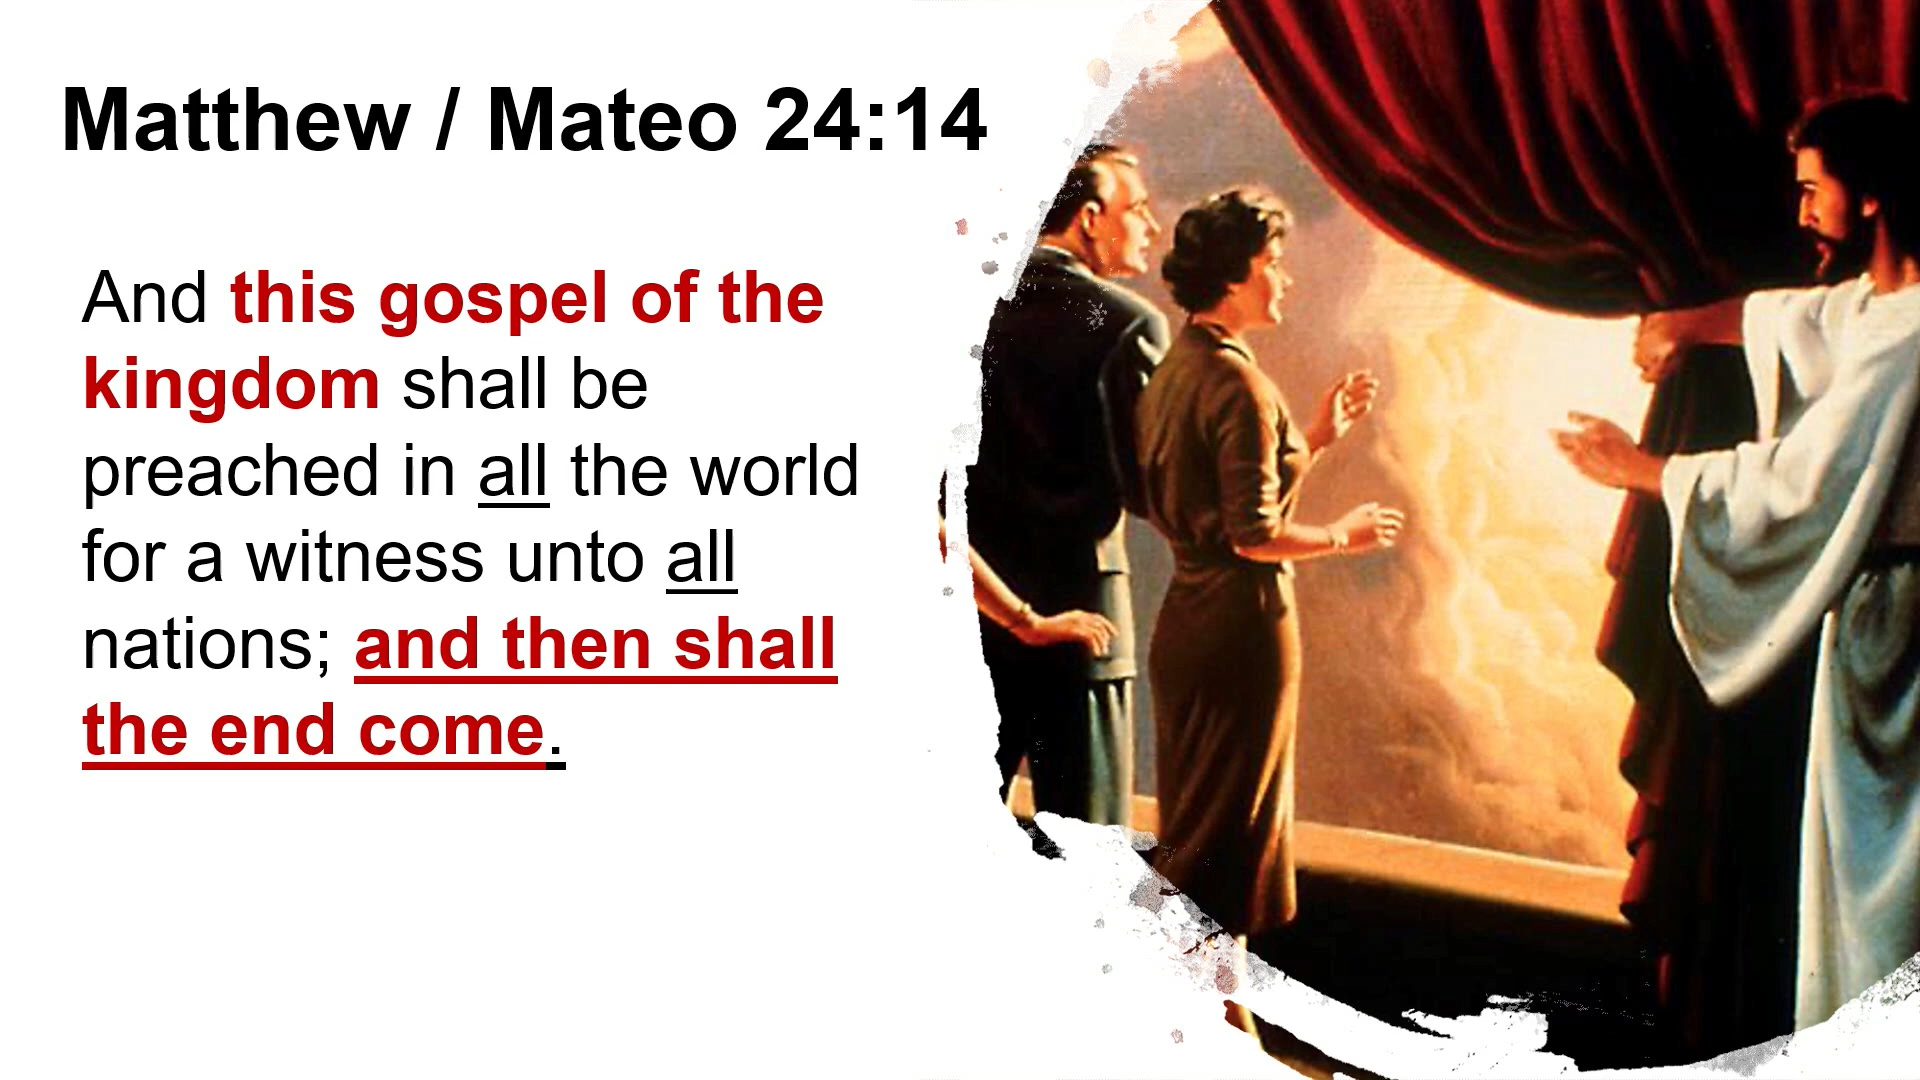 Matthew / Mateo 24:14
And this gospel of the
kingdom shall be
preached in all the world
for a witness unto all
nations; and then shall
the end come.